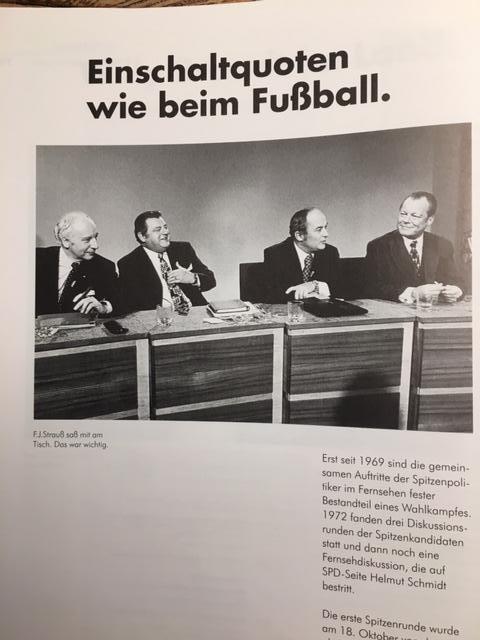 Einschaltquoten
wie beim Fußball.
F.J.Strauß saß mit am
Tisch. Das war wichtig.
Erst seit 1969 sind die gemein-
samen Auftritte der Spitzenpoli-
tiker im Fernsehen fester
Bestandteil eines Wahlkampfes.
1972 fanden drei Diskussions-
runden der Spitzenkandidaten
statt und dann noch eine
Fernsehdiskussion, die auf
SPD-Seite Helmut Schmidt
bestritt.
Die erste Spitzenrunde wurde
am 18. Oktober